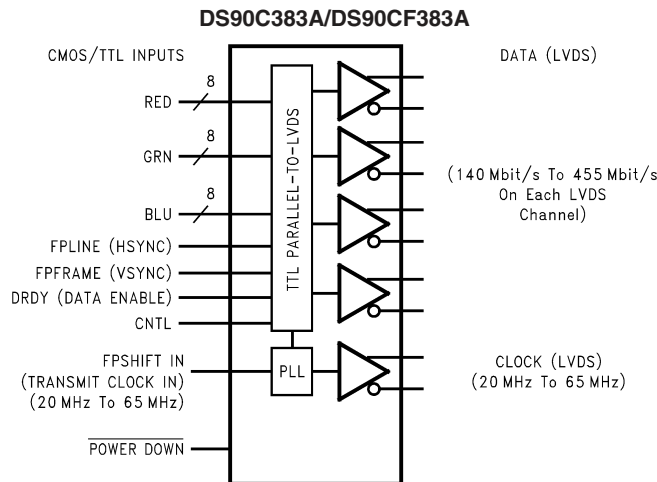 DS90C383A/DS90CF383A
CMOS/TTL INPUTS
DATA (LVDS)
8
RED
8
GRN
8
BLU
FPLINE (HSYNC)
FPFRAME (VSYNC)
DRDY (DATA ENABLE)
CNTL
TTL PARALLEL-TO-LVDS
(140 Mbit/s To 455 Mbit/s
On Each LVDS
Channel)
FPSHIFT IN
(TRANSMIT CLOCK IN)
(20 MHz To 65 MHz)
PLL
CLOCK (LVDS)
(20 MHz To 65 MHz)
POWER DOWN